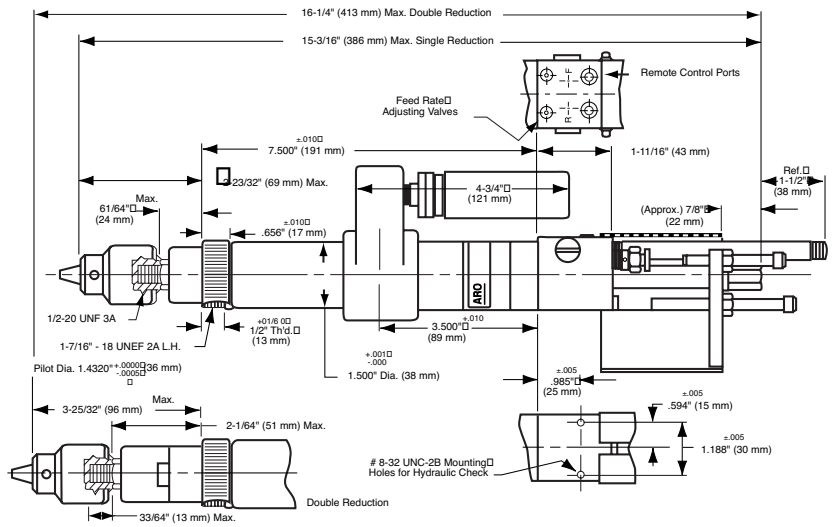 16-1/4" (413 mm) Max. Double Reduction
15-3/16" (386 mm) Max. Single Reduction
Remote Control Ports
F
R
Feed Rate
Adjusting Valves
±.010
7.500" (191 mm)
1-11/16" (43 mm)
-23/32" (69 mm) Max.
Ref.
1-1/2"
(38 mm)
4-3/4"
(121 mm)
Max.
61/64"
(24 mm)
±.010
.656" (17 mm)
(Approx.) 7/8"
(22 mm)
ARO
1/2-20 UNF 3A
+.010
3.500"
(89 mm)
1/2" Th'd.
(13 mm)
1-7/16" - 18 UNEF 2A L.H.
Pilot Dia. 1.4320" +.0000 -.0005 (36 mm)
+.001
-.000
1.500" Dia. (38 mm)
±.005
.985"
(25 mm)
Max.
3-25/32" (96 mm)
2-1/64" (51 mm) Max.
±.005
.594" (15 mm)
±.005
1.188" (30 mm)
# 8-32 UNC-2B Mounting
Holes for Hydraulic Check
Double Reduction
33/64" (13 mm) Max.